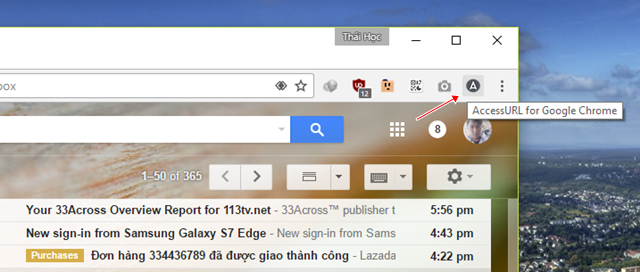 Thái Học
ox
12
AccessURL for Google Chrome
8
1–50 of 365
Your 33Across Overview Report for 113tv.net - 33Across™ publisher t
5:56 pm
New sign-in from Samsung Galaxy S7 Edge - New sign-in from Sams
4:43 pm
Purchases Đơn hàng 334436789 đã được giao thành công - Lazada
4:22 pm